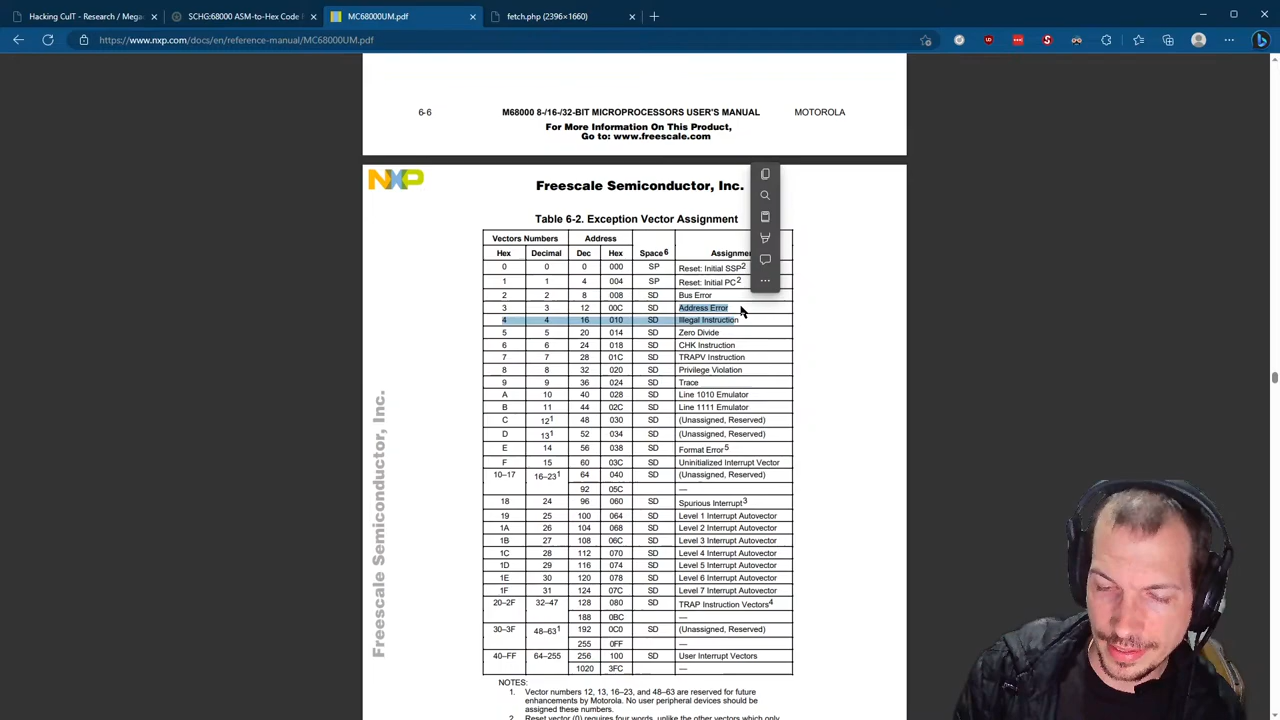 Hacking CulT - Research / Mega
SCHG:68000 ASM-to-Hex Code
MC68000UM.pdf
fetch.php (2396×1660)
https://www.nxp.com/docs/en/reference-manual/MC68000UM.pdf
6-6 M68000 8-/16-/32-BIT MICROPROCESSORS USER'S MANUAL MOTOROLA
For More Information On This Product,
Go to: www.freescale.com
NXP
Freescale Semiconductor, Inc.
Table 6-2. Exception Vector Assignment
Vectors Numbers Address
Hex Decimal Dec Hex Space6 Assignmen
0 0 0 000 SP Reset: Initial SSP2
1 1 4 004 SP Reset: Initial PC2
2 2 8 008 SD Bus Error
3 3 12 00C SD Address Error
4 4 16 010 SD Illegal Instruction
5 5 20 014 SD Zero Divide
6 6 24 018 SD CHK Instruction
7 7 28 01C SD TRAPV Instruction
8 8 32 020 SD Privilege Violation
9 9 36 024 SD Trace
A 10 40 028 SD Line 1010 Emulator
B 11 44 02C SD Line 1111 Emulator
C 121 48 030 SD (Unassigned, Reserved)
D 131 52 034 SD (Unassigned, Reserved)
E 14 56 038 SD Format Error5
F 15 60 03C SD Uninitialized Interrupt Vector
10–17 16–231 64 040 SD (Unassigned, Reserved)
92 05C —
18 24 96 060 SD Spurious Interrupt3
19 25 100 064 SD Level 1 Interrupt Autovector
1A 26 104 068 SD Level 2 Interrupt Autovector
1B 27 108 06C SD Level 3 Interrupt Autovector
1C 28 112 070 SD Level 4 Interrupt Autovector
1D 29 116 074 SD Level 5 Interrupt Autovector
1E 30 120 078 SD Level 6 Interrupt Autovector
1F 31 124 07C SD Level 7 Interrupt Autovector
20–2F 32–47 128 080 SD TRAP Instruction Vectors4
188 0BC —
30–3F 48–631 192 0C0 SD (Unassigned, Reserved)
255 0FF —
40–FF 64–255 256 100 SD User Interrupt Vectors
1020 3FC —
Freescale Semiconductor, Inc.
NOTES:
1. Vector numbers 12, 13, 16–23, and 48–63 are reserved for future
enhancements by Motorola. No user peripheral devices should be
assigned these numbers.
2. Reset vector (0) requires four words, unlike the other vectors which only